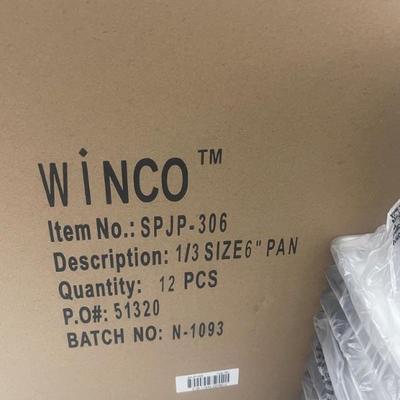 WiNCO™
Item No.: SPJP-306
Description: 1/3 SIZE6" PAN
Quantity: 12 PCS
P.O#: 51320
BATCH NO: N-1093